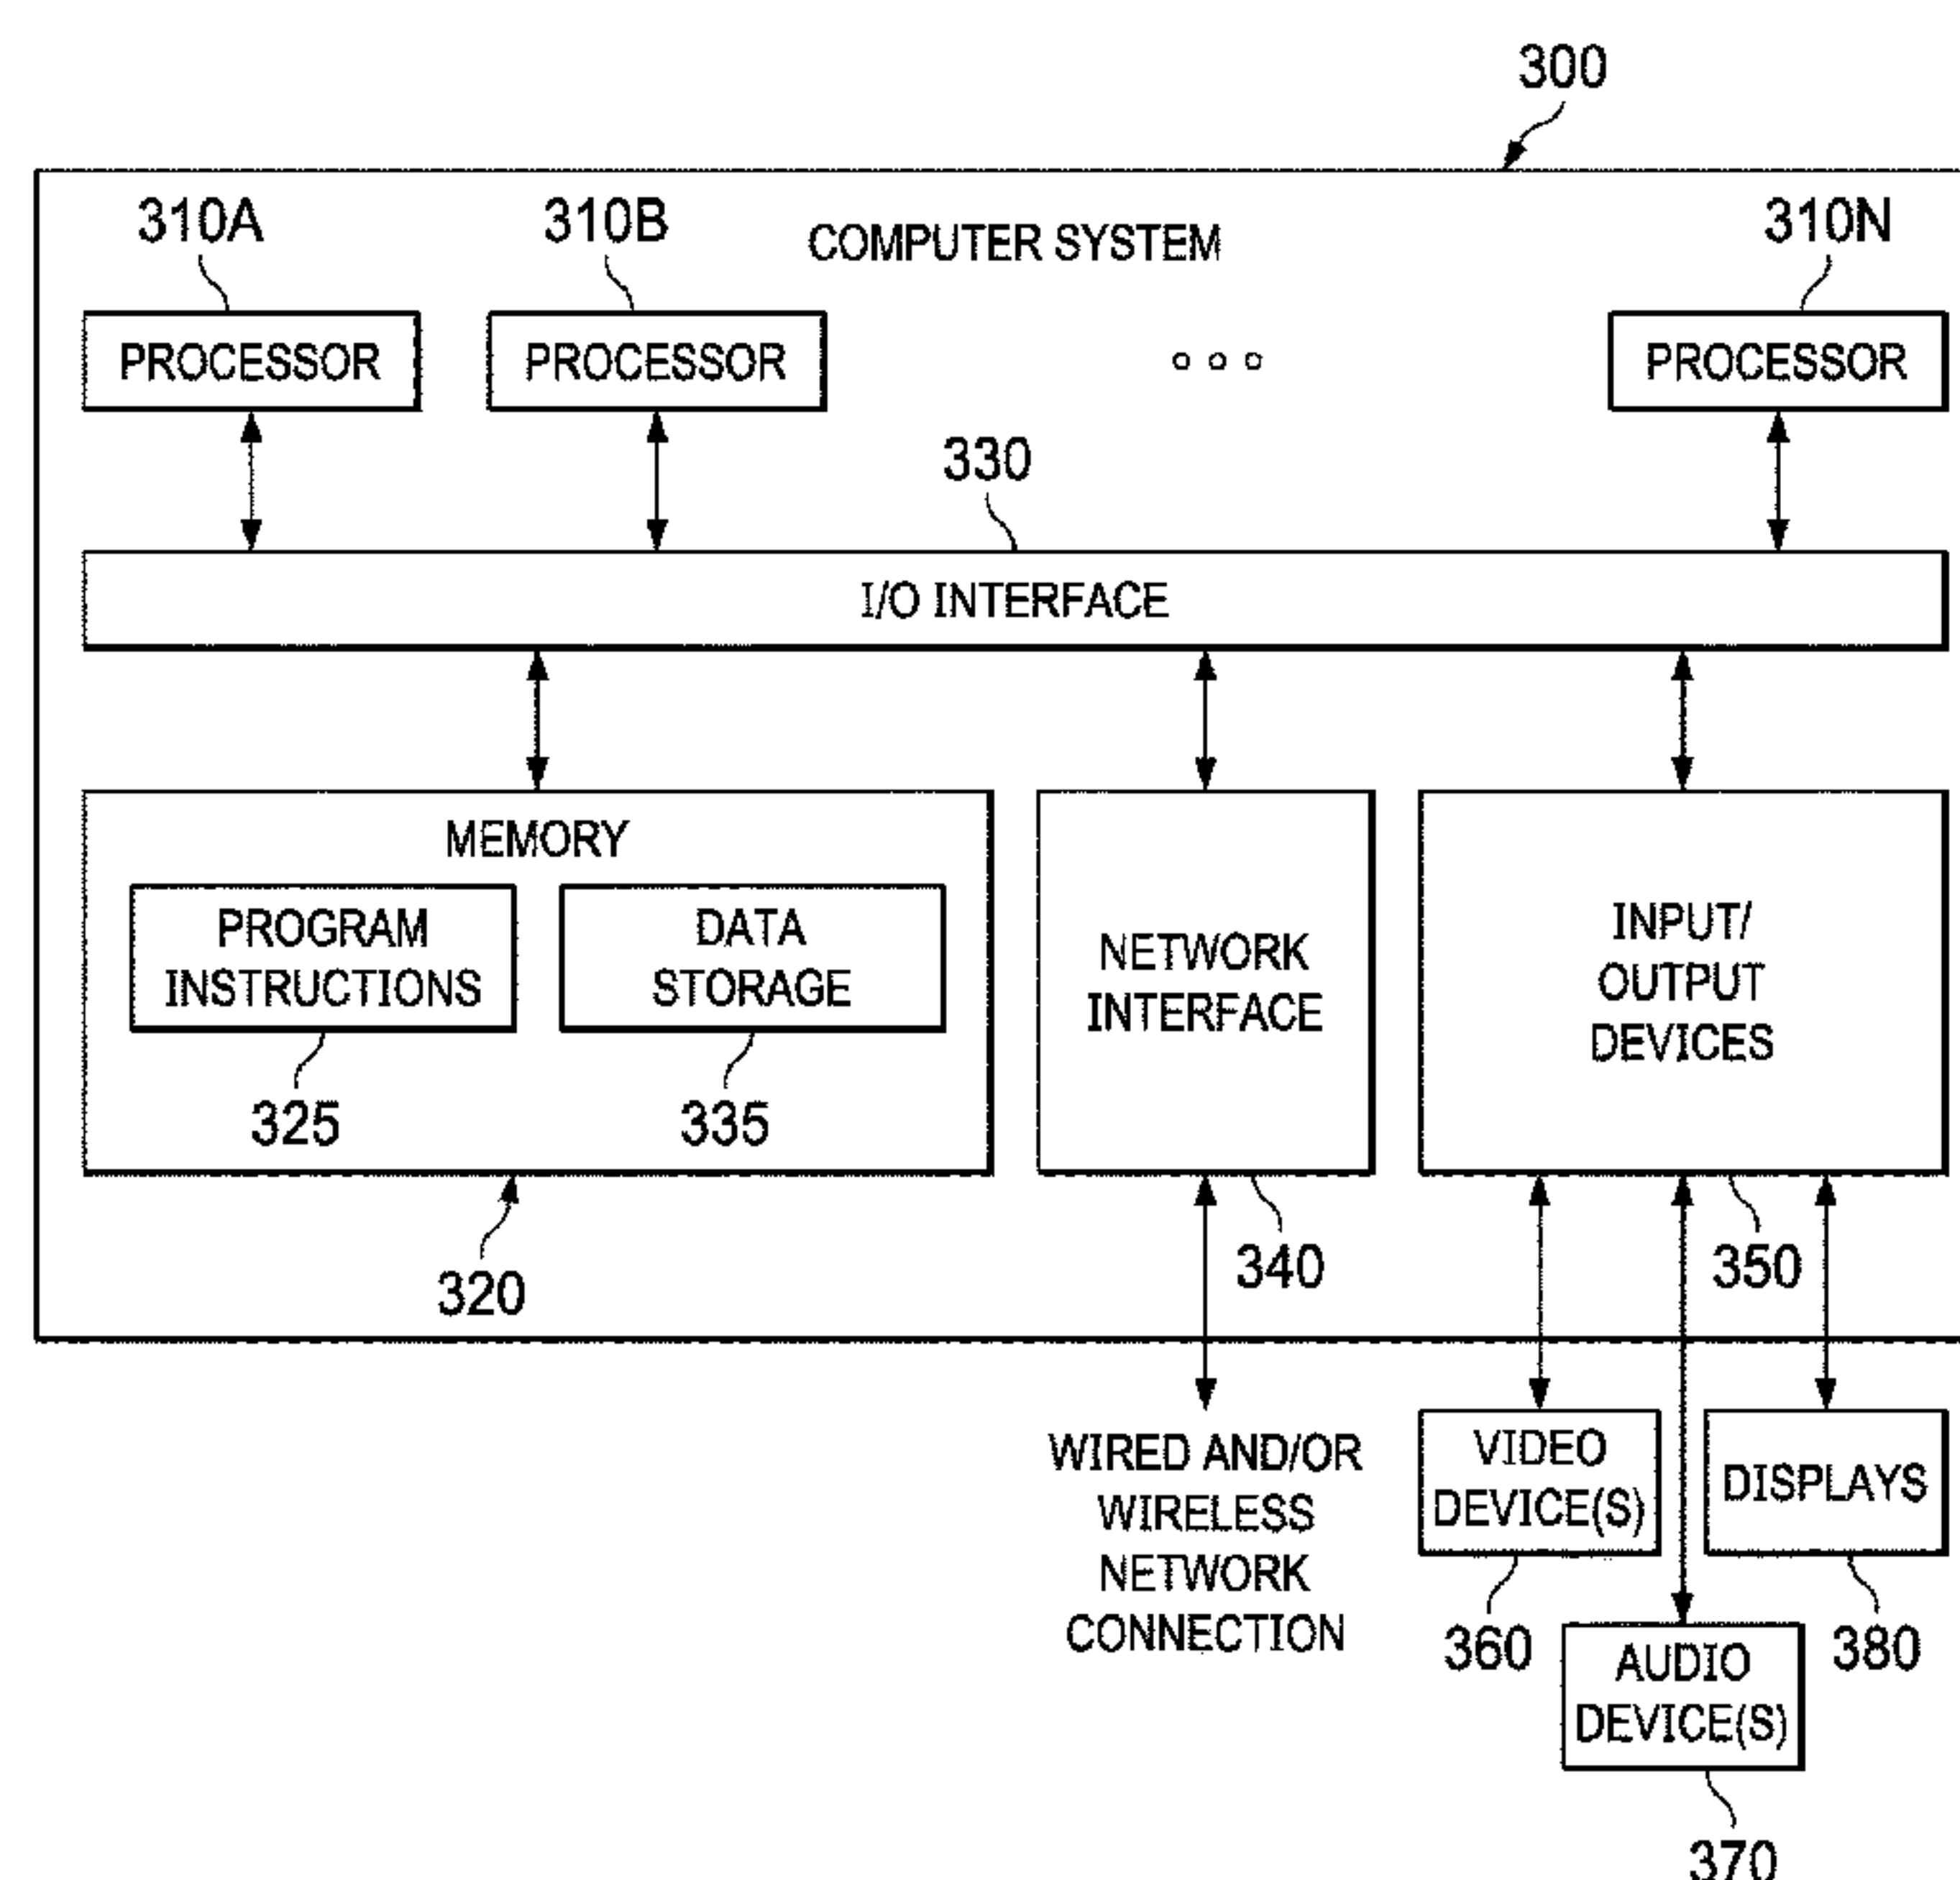 300
310A
310B
COMPUTER SYSTEM
310N
PROCESSOR
PROCESSOR
PROCESSOR
330
I/O INTERFACE
MEMORY
PROGRAM
INSTRUCTIONS
325
DATA
STORAGE
335
320
NETWORK
INTERFACE
340
INPUT/
OUTPUT
DEVICES
350
WIRED AND/OR
WIRELESS
NETWORK
CONNECTION
VIDEO
DEVICE(S)
360
DISPLAYS
380
AUDIO
DEVICE(S)
370